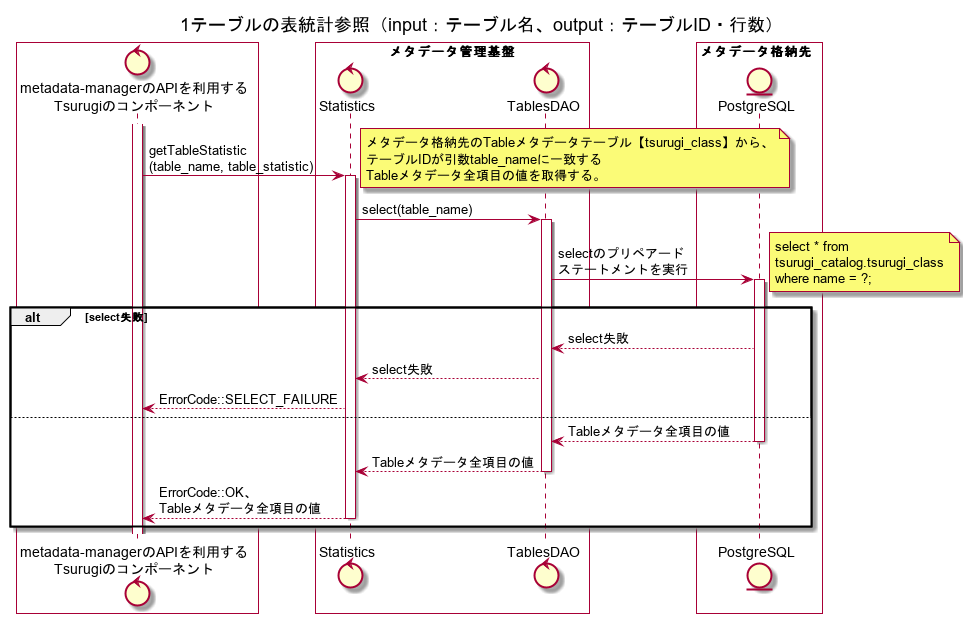 1テーブルの表統計参照（input：テーブル名、output：テーブルID・行数）
メタデータ管理基盤
メタデータ格納先
metadata-managerのAPIを利用する
Tsurugiのコンポーネント
Statistics
TablesDAO
PostgreSQL
メタデータ格納先のTableメタデータテーブル【tsurugi_class】から、
テーブルIDが引数table_nameに一致する
Tableメタデータ全項目の値を取得する。
getTableStatistic
(table_name, table_statistic)
select(table_name)
selectのプリペアード
ステートメントを実行
select * from
tsurugi_catalog.tsurugi_class
where name = ?;
alt
[select失敗]
select失敗
select失敗
ErrorCode::SELECT_FAILURE
Tableメタデータ全項目の値
Tableメタデータ全項目の値
ErrorCode::OK、
Tableメタデータ全項目の値
metadata-managerのAPIを利用する
Tsurugiのコンポーネント
Statistics
TablesDAO
PostgreSQL